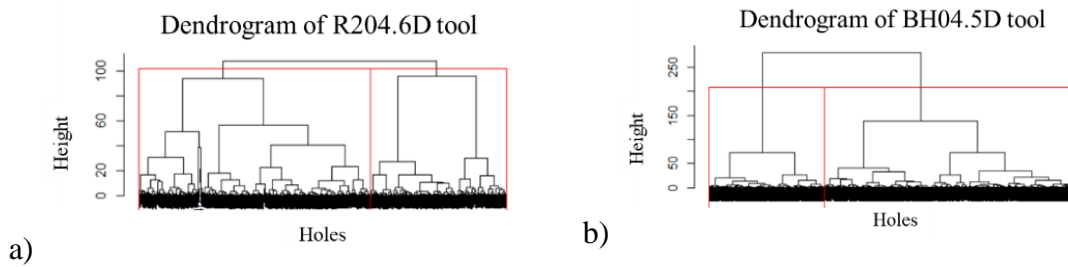 Dendrogram of R204.6D tool
Height
100
60
20
0
Holes
a)
Dendrogram of BH04.5D tool
Height
250
150
50
0
Holes
b)